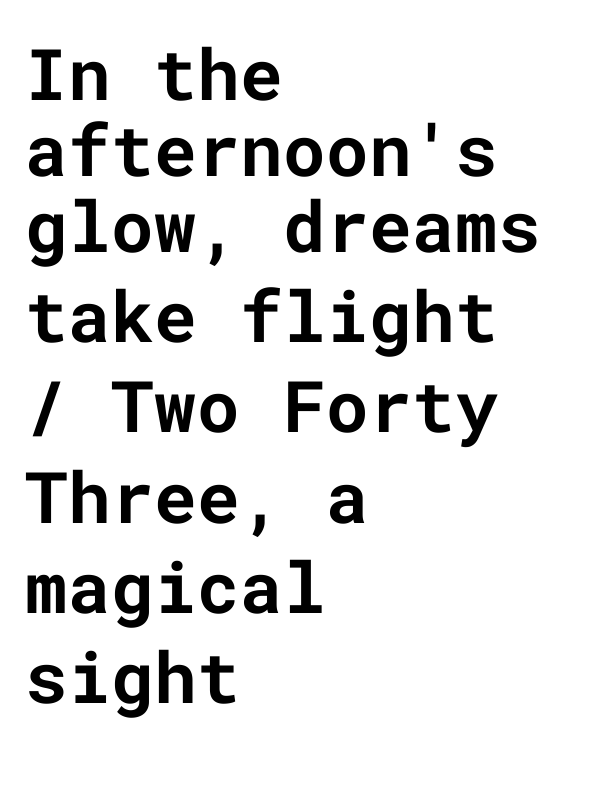 In the
afternoon's
glow, dreams
take flight
/ Two Forty
Three, a
magical
sight